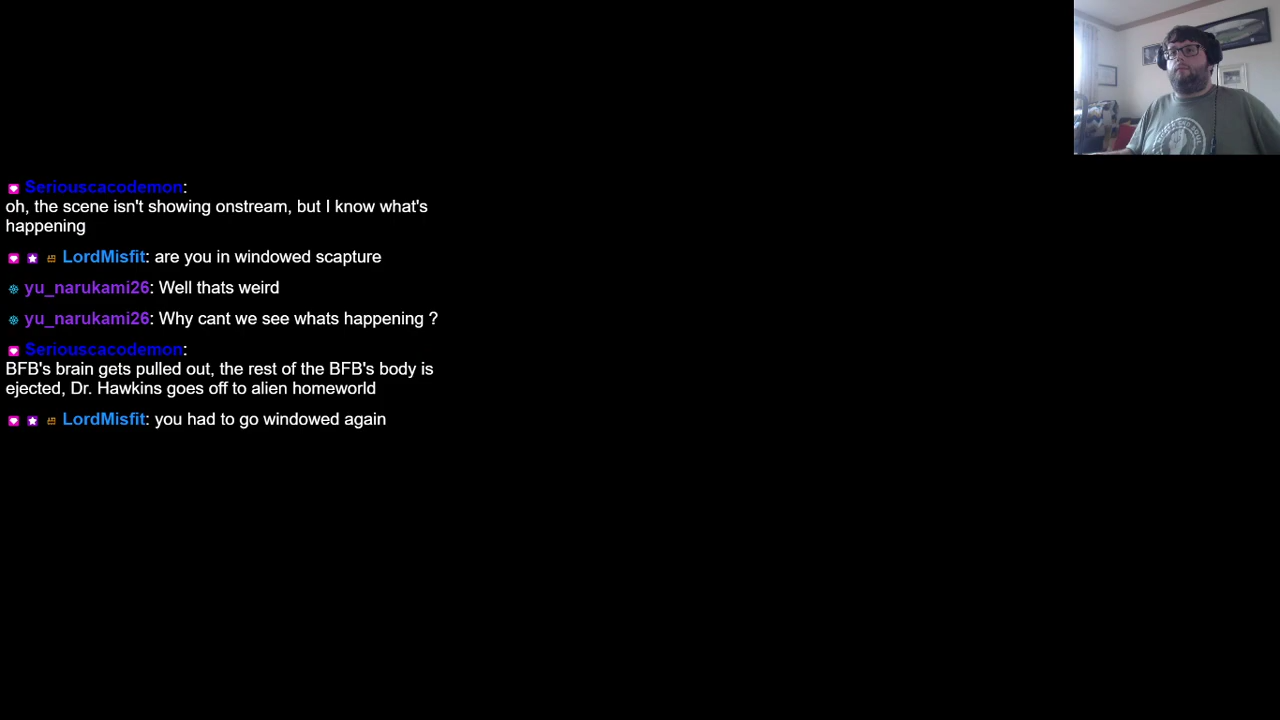 Seriouscacodemon:
oh, the scene isn't showing onstream, but I know what's
happening
LordMisfit: are you in windowed scapture
yu_narukami26: Well thats weird
yu_narukami26: Why cant we see whats happening ?
Seriouscacodemon:
BFB's brain gets pulled out, the rest of the BFB's body is
ejected, Dr. Hawkins goes off to alien homeworld
LordMisfit: you had to go windowed again